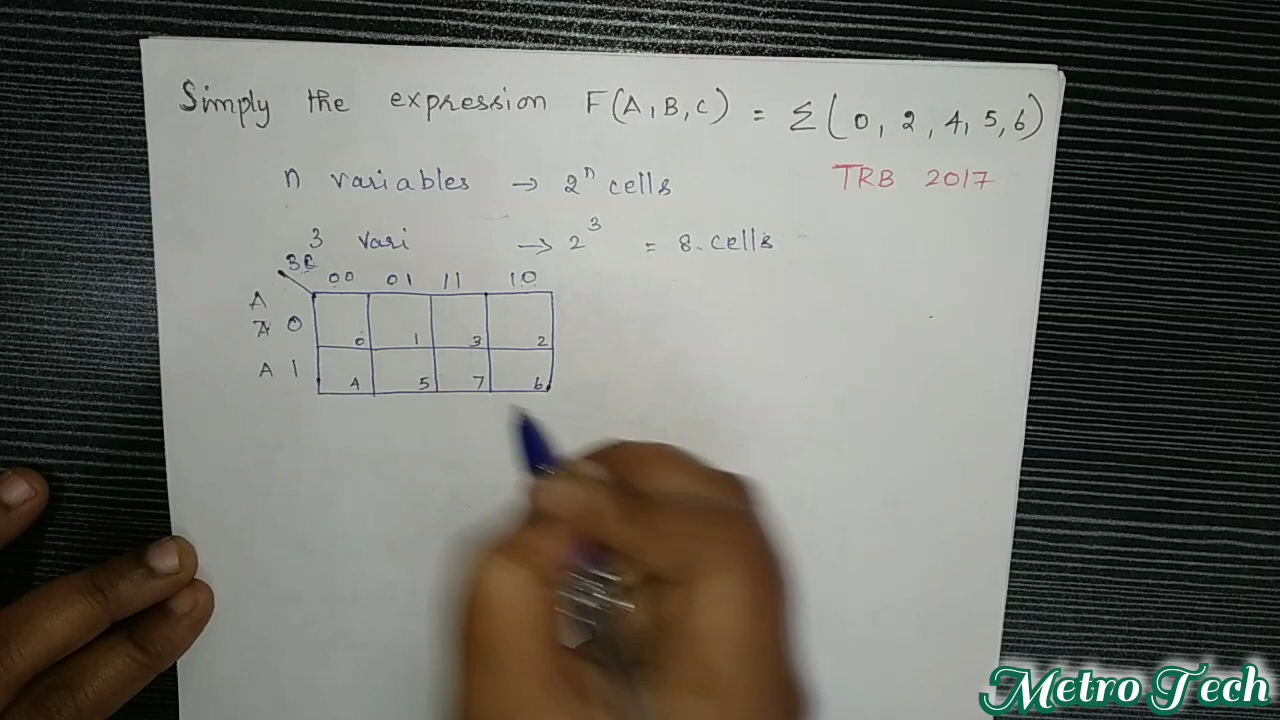 Simply the expression F(A,B,C) = Σ(0, 2, 4, 5, 6)
TRB 2017
n variables → 2ⁿ cells
3 vari → 2³ = 8 cells
00 01 11 10
A
A̅ 0
0 1 3 2
A 1
4 5 7 6
Metro Tech